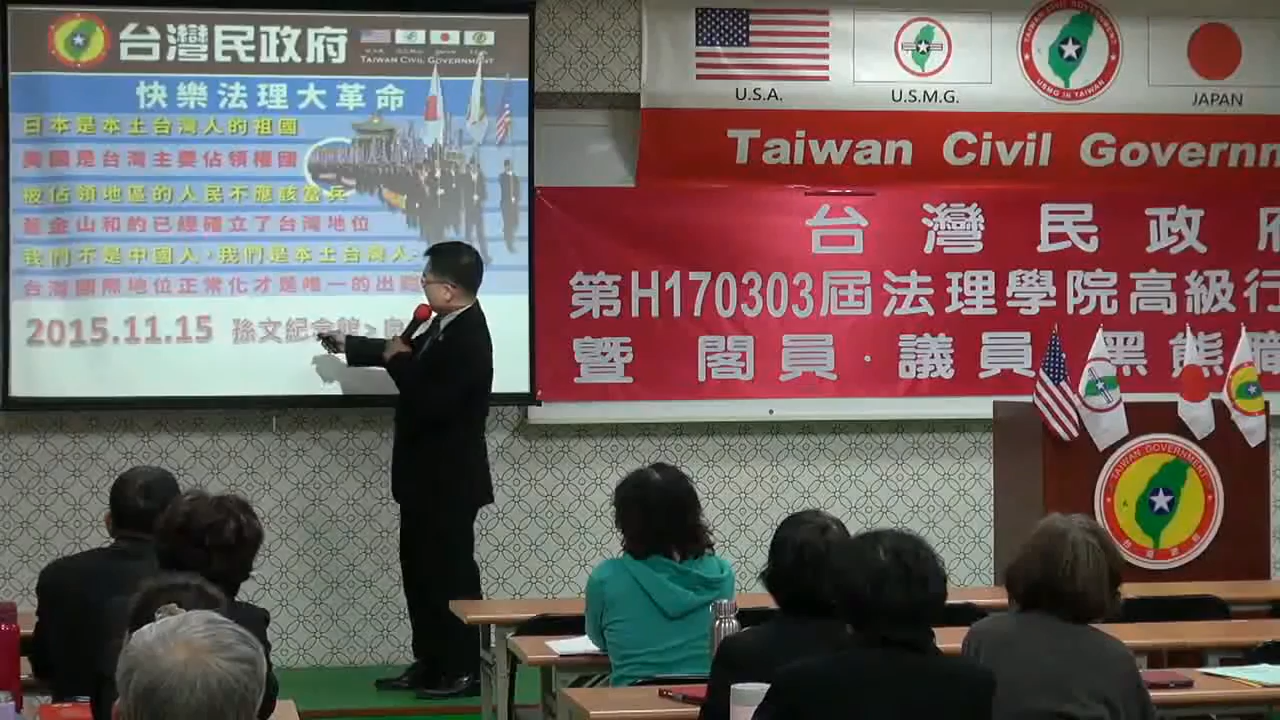 台灣民政府
TAIWAN CIVIL GOVERNMENT
快樂法理大革命
日本是本土台灣人的祖國
美國是台灣主要佔領權國
被佔領地區的人民不應該當兵
舊金山和約已經確立了台灣地位
我們不是中國人,我們是本土台灣人
台灣國際地位正常化才是唯一的出
2015.11.15 孫文紀念館
U.S.A.
U.S.M.G.
TAIWAN CIVIL GOVERNMENT
USMG IN TAIWAN
JAPAN
Taiwan Civil Governm
台灣民政府
第H170303屆法理學院高級行
暨 閣員·議員 黑熊職
TAIWAN GOVERNMENT